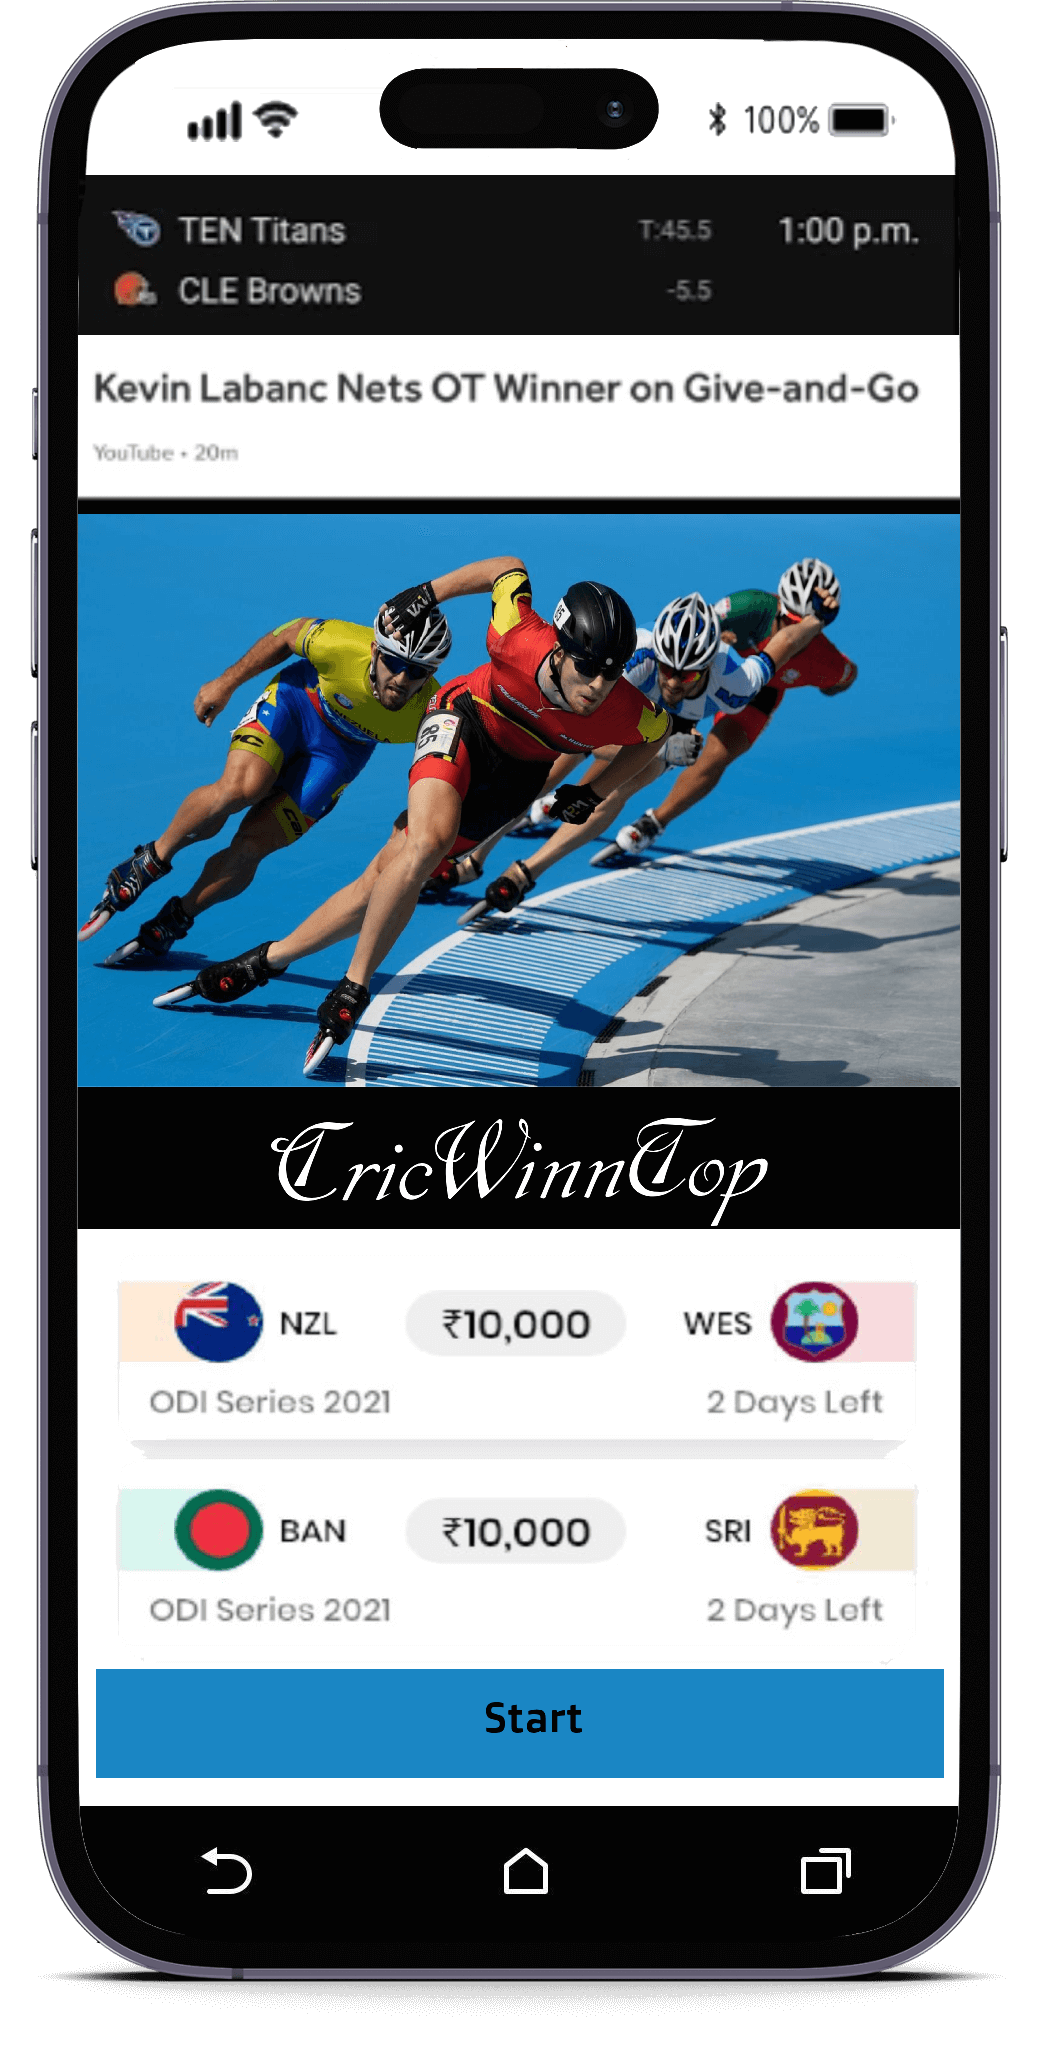 100%
TEN Titans T:45.5 1:00 p.m.
CLE Browns -5.5
Kevin Labanc Nets OT Winner on Give-and-Go
YouTube • 20m
85
CricWinnTop
NZL ₹10,000 WES
ODI Series 2021 2 Days Left
BAN ₹10,000 SRI
ODI Series 2021 2 Days Left
Start